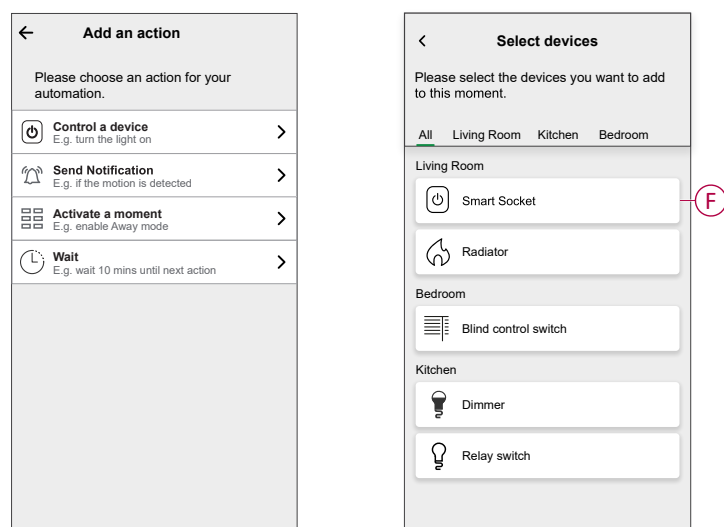 Add an action
Please choose an action for your
automation.
Control a device
E.g. turn the light on
Send Notification
E.g. if the motion is detected
Activate a moment
E.g. enable Away mode
Wait
E.g. wait 10 mins until next action
Select devices
Please select the devices you want to add
to this moment.
All Living Room Kitchen Bedroom
Living Room
Smart Socket
F
Radiator
Bedroom
Blind control switch
Kitchen
Dimmer
Relay switch